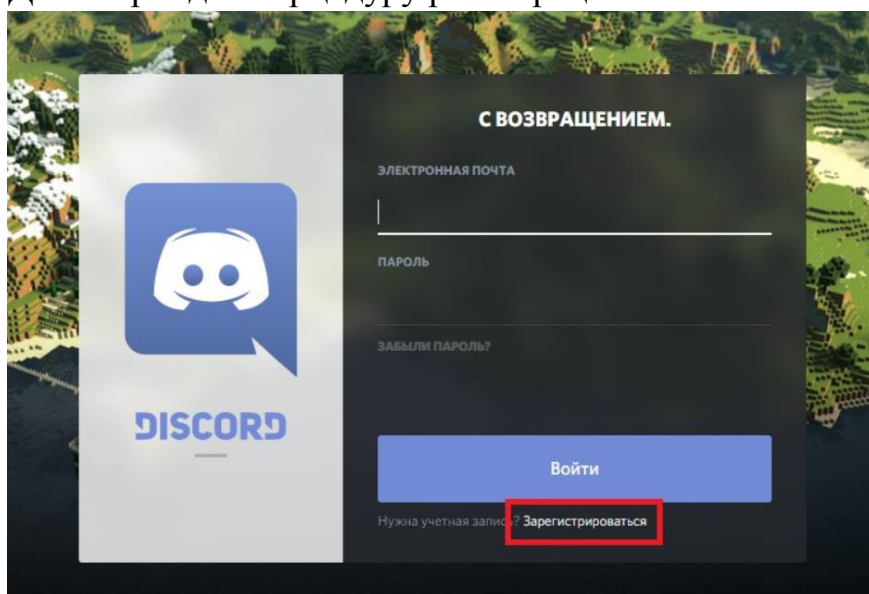 С ВОЗВРАЩЕНИЕМ.
ЭЛЕКТРОННАЯ ПОЧТА
ПАРОЛЬ
ЗАБЫЛИ ПАРОЛЬ?
DISCORD
Войти
Нужна учетная запись? Зарегистрироваться